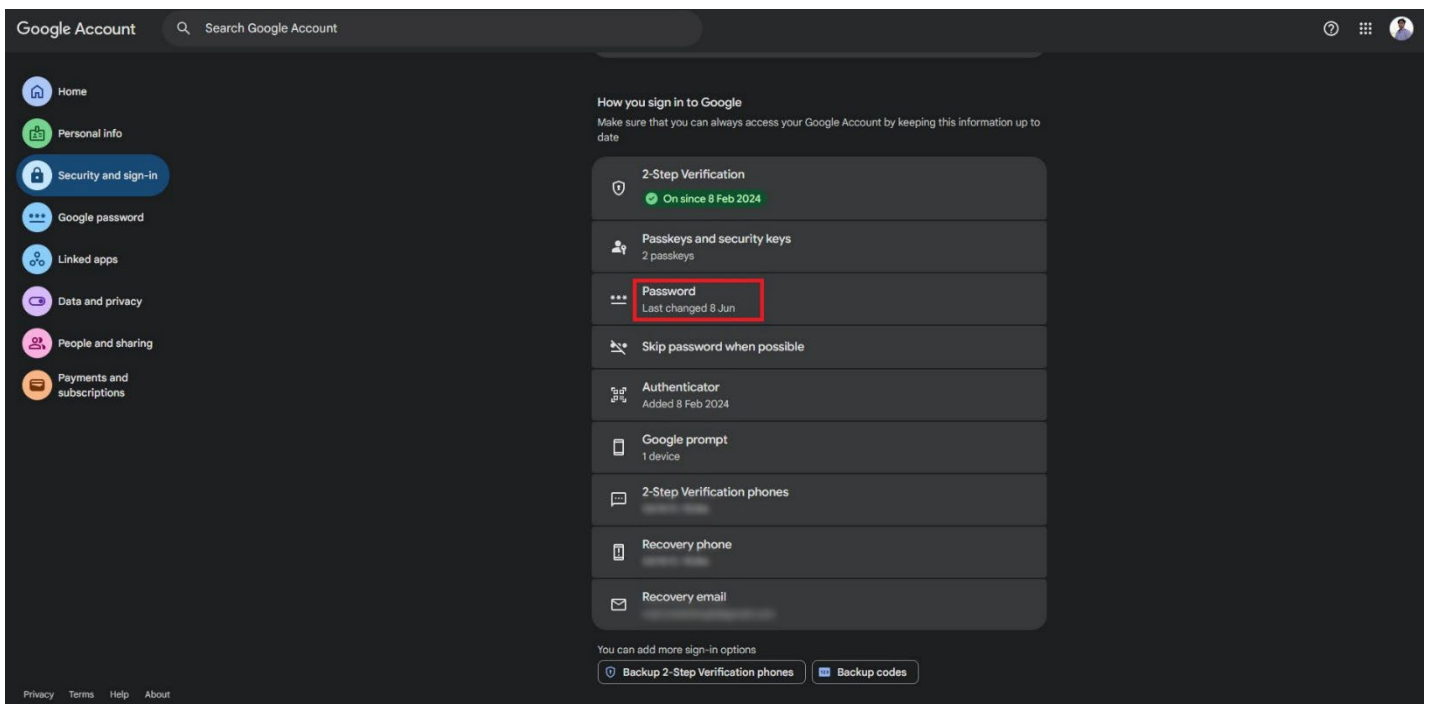 Google Account
Search Google Account
Home
Personal info
Security and sign-in
Google password
Linked apps
Data and privacy
People and sharing
Payments and
subscriptions
How you sign in to Google
Make sure that you can always access your Google Account by keeping this information up to
date
2-Step Verification
On since 8 Feb 2024
Passkeys and security keys
2 passkeys
Password
Last changed 8 Jun
Skip password when possible
Authenticator
Added 8 Feb 2024
Google prompt
1 device
2-Step Verification phones
Recovery phone
Recovery email
You can add more sign-in options
Backup 2-Step Verification phones
Backup codes
Privacy Terms Help About